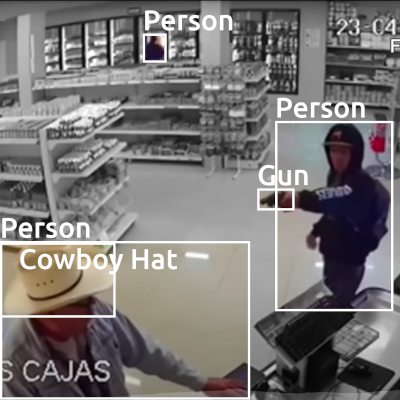 Person
23-04
F
Person
Gun
Person
Cowboy Hat
S CAJAS